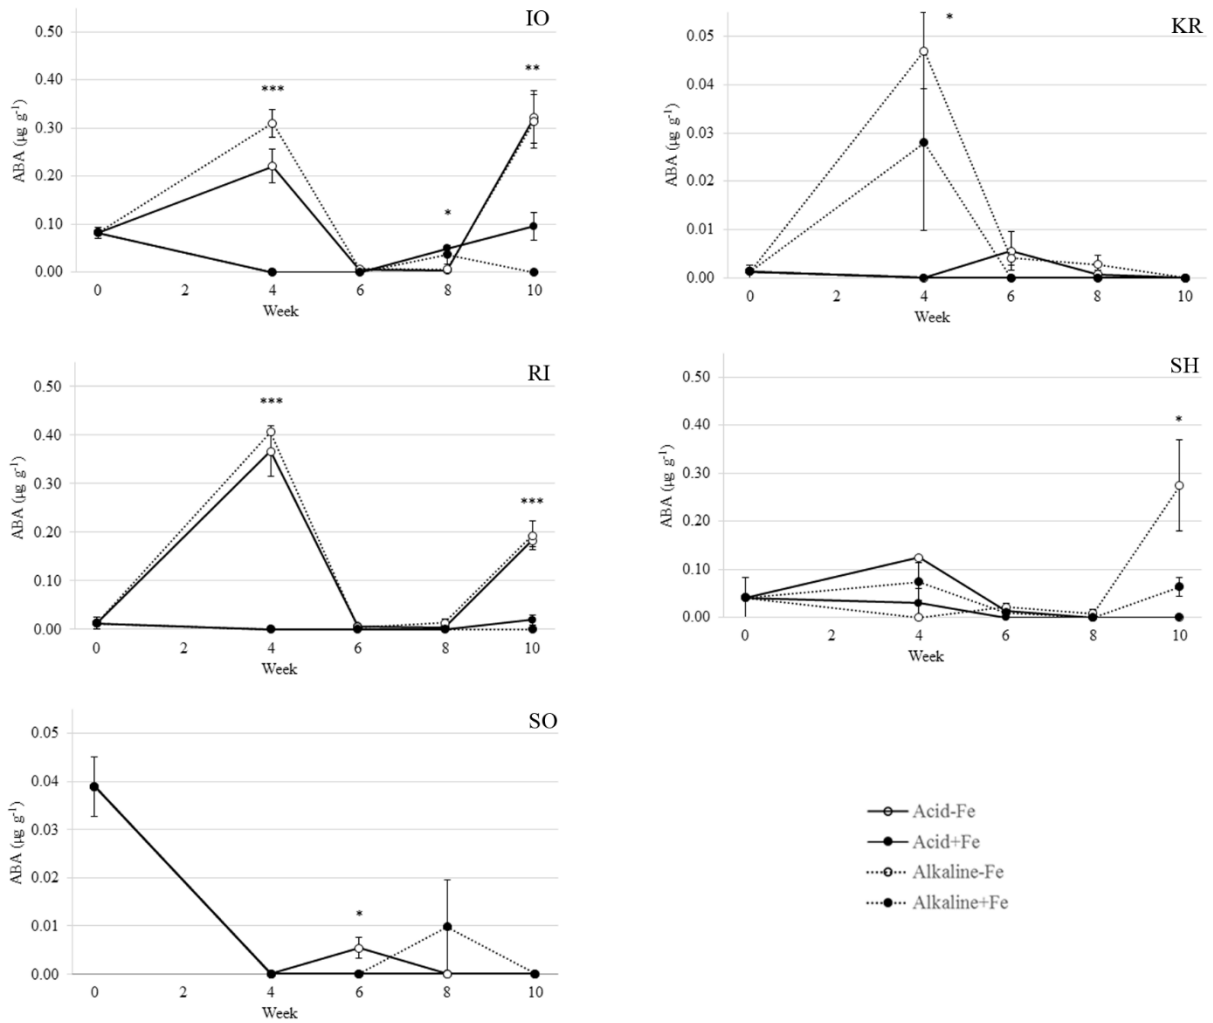 IO
0.50
0.40
0.30
0.20
0.10
0.00
ABA (µg g-1)
***
*
**
0 2 4 6 8 10
Week
KR
0.05
0.04
0.03
0.02
0.01
0.00
ABA (µg g-1)
*
0 2 4 6 8 10
Week
RI
0.50
0.40
0.30
0.20
0.10
0.00
ABA (µg g-1)
***
***
0 2 4 6 8 10
Week
SH
0.50
0.40
0.30
0.20
0.10
0.00
ABA (µg g-1)
*
0 2 4 6 8 10
Week
SO
0.05
0.04
0.03
0.02
0.01
0.00
ABA (µg g-1)
*
0 2 4 6 8 10
Week
Acid-Fe
Acid+Fe
Alkaline-Fe
Alkaline+Fe